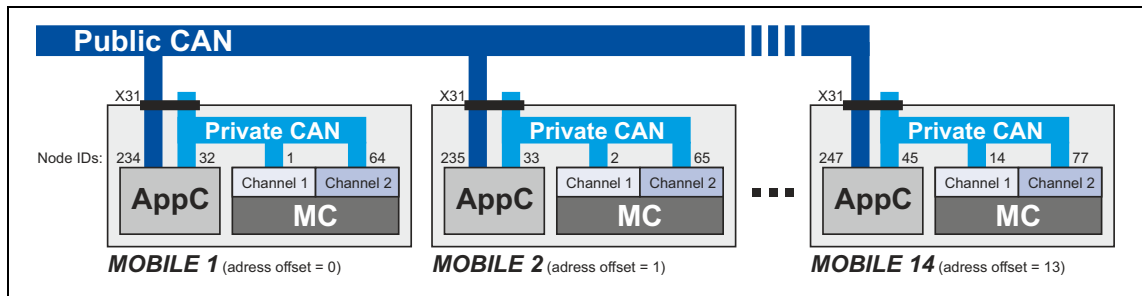 Public CAN
X31 X31 X31
Private CAN Private CAN Private CAN
Node IDs: 234 32 1 64 235 33 2 65 247 45 14 77
AppC Channel 1 Channel 2 AppC Channel 1 Channel 2 AppC Channel 1 Channel 2
MC MC MC
MOBILE 1 (adress offset = 0) MOBILE 2 (adress offset = 1) MOBILE 14 (adress offset = 13)